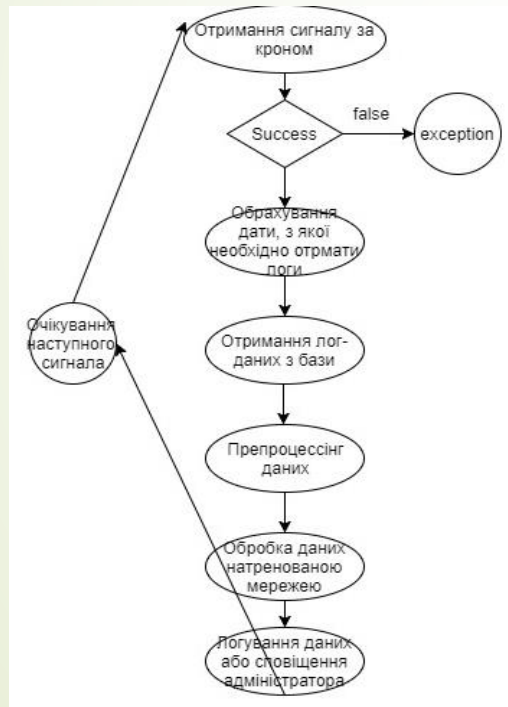 Отримання сигналу за
кроном
false
Success
exception
Обрахування
дати, з якої
необхідно отрмати
логи
Очікування
наступного
сигнала
Отримання лог-
даних з бази
Препроцессінг
даних
Обробка даних
натренованою
мережею
Логування даних
або сповіщення
адміністратора